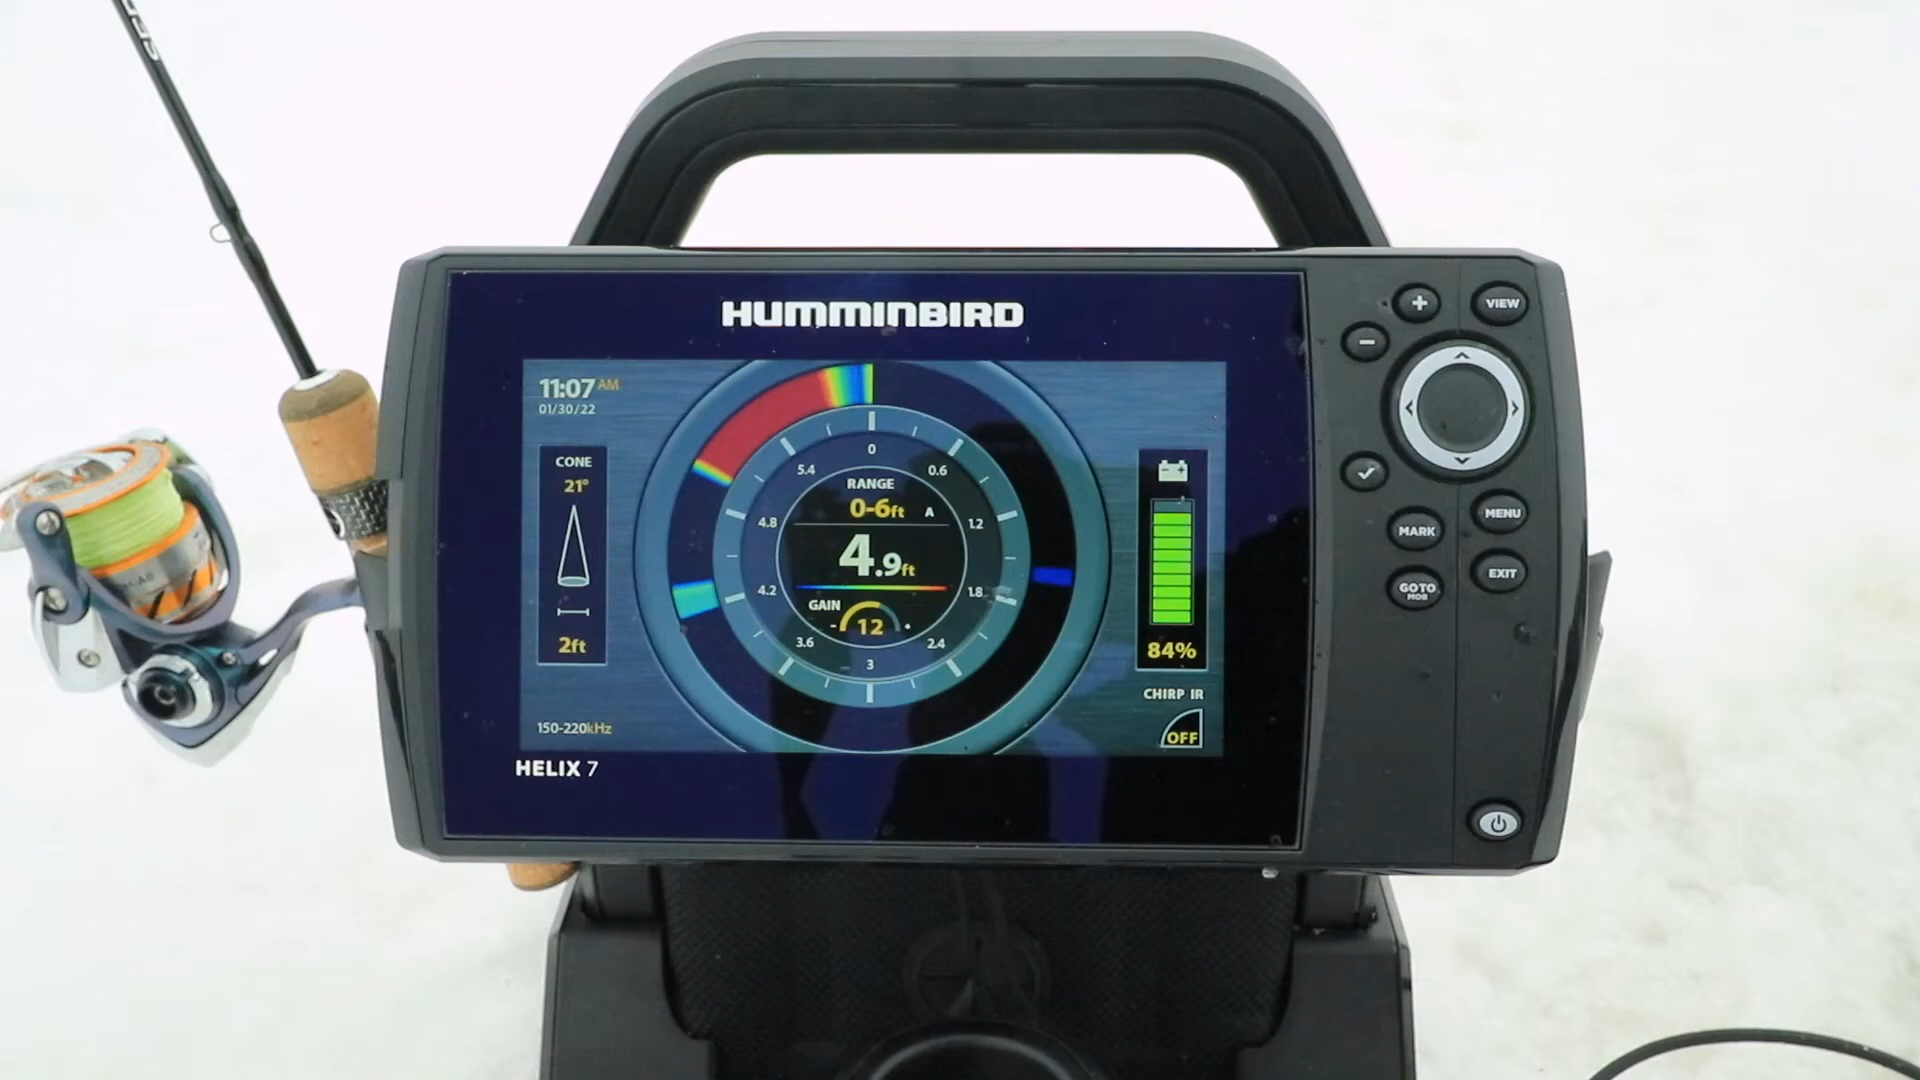 HUMMINBIRD
11:07 AM
01/30/22
CONE
21°
2ft
150-220kHz
0
0.6
1.2
1.8
2.4
3
3.6
4.2
4.8
5.4
RANGE
0-6ft A
4.9ft
GAIN
- 12
84%
CHIRP IR
OFF
HELIX 7
+
VIEW
-
MARK
MENU
GO TO
MOB
EXIT